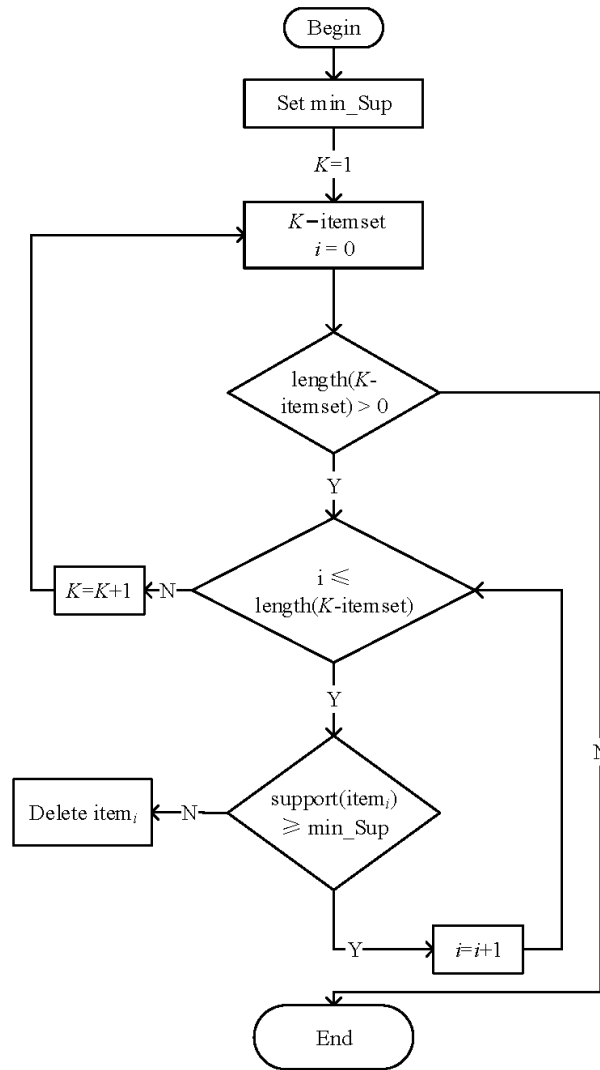 Begin
Set min_Sup
K=1
K−itemset
i = 0
length(K-
itemset) > 0
Y
i ≤
length(K-itemset)
N
K=K+1
Y
N
support(itemᵢ)
⩾ min_Sup
N
Delete itemᵢ
Y
i=i+1
End